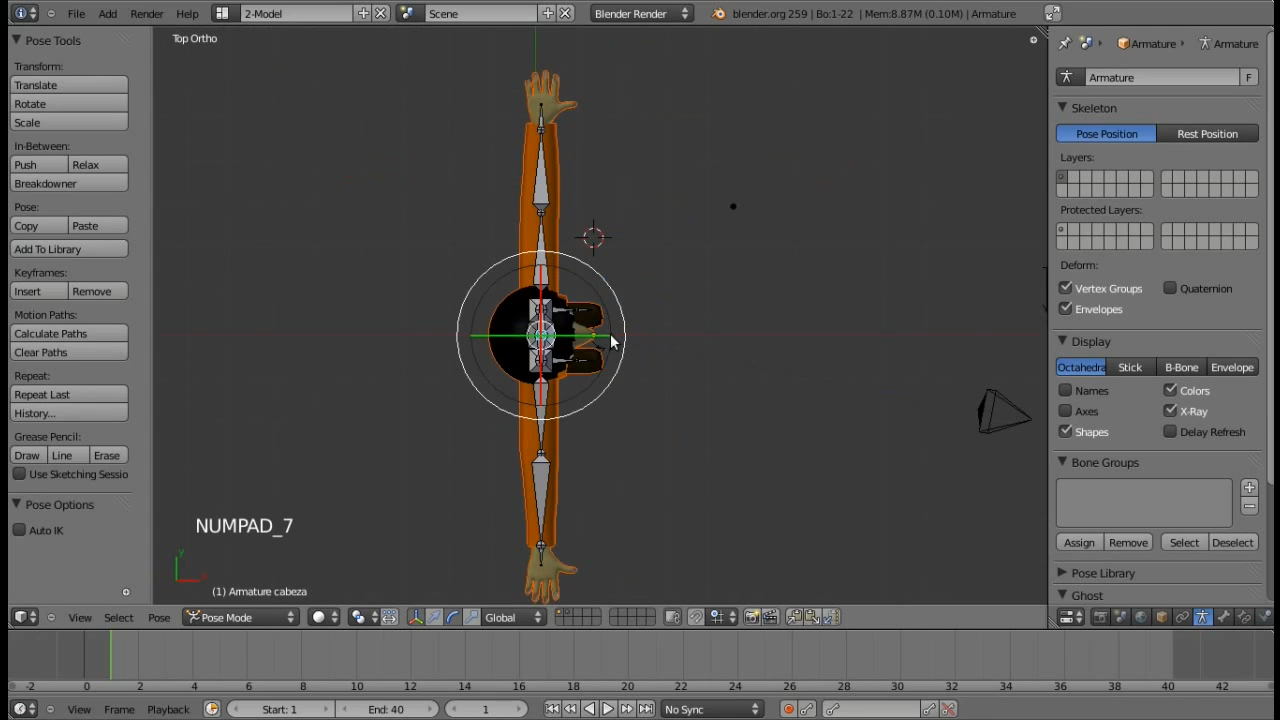 File Add Render Help 2-Model Scene Blender Render blender.org 259 | Bo:1-22 | Mem:8.87M (0.10M) | Armature
Pose Tools
Transform:
Translate
Rotate
Scale
In-Between:
Push Relax
Breakdowner
Pose:
Copy Paste
Add To Library
Keyframes:
Insert Remove
Motion Paths:
Calculate Paths
Clear Paths
Repeat:
Repeat Last
History...
Grease Pencil:
Draw Line Erase
Use Sketching Sessio
Pose Options
Auto IK
Top Ortho
NUMPAD_7
y
(1) Armature cabeza
Armature Armature
Armature F
Skeleton
Pose Position Rest Position
Layers:
Protected Layers:
Deform:
Vertex Groups Quaternion
Envelopes
Display
Octahedra Stick B-Bone Envelope
Names Colors
Axes X-Ray
Shapes Delay Refresh
Bone Groups
Assign Remove Select Deselect
Pose Library
Ghost
View Select Pose Pose Mode Global
-2 0 2 4 6 8 10 12 14 16 18 20 22 24 26 28 30 32 34 36 38 40 42
View Frame Playback Start: 1 End: 40 1 No Sync